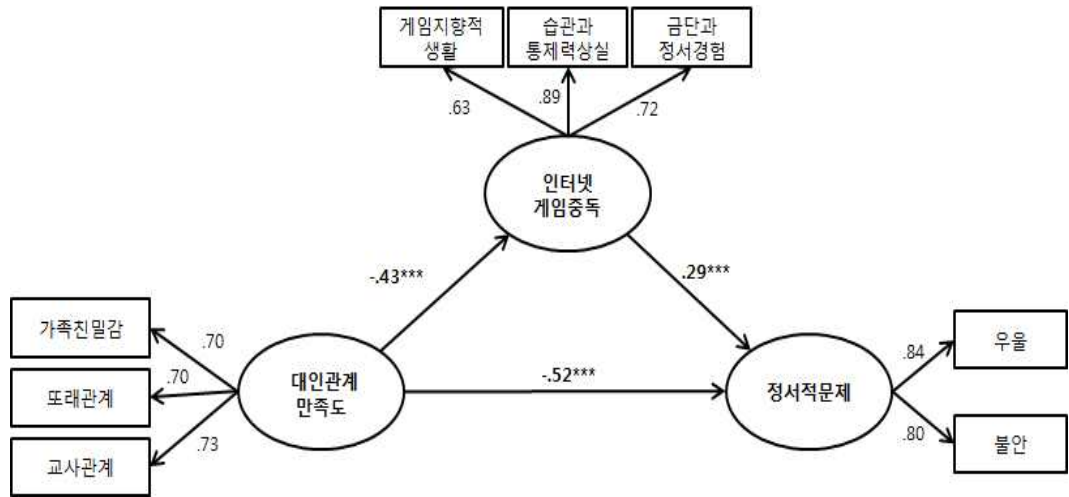 게임지향적
생활
습관과
통제력상실
금단과
정서경험
.63
.89
.72
인터넷
게임중독
-.43***
.29***
가족친밀감
.70
또래관계
.70
교사관계
.73
대인관계
만족도
-.52***
정서적문제
.84
우울
.80
불안